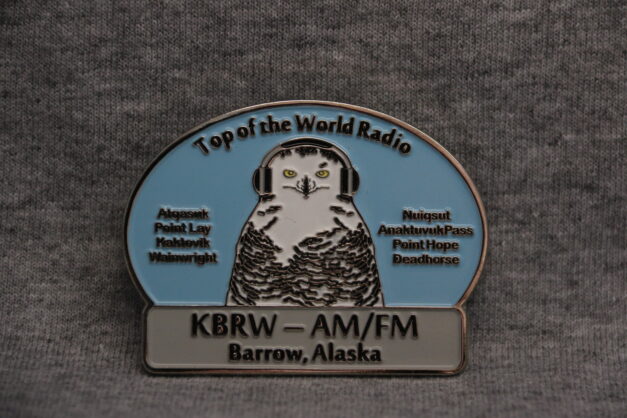 Top of the World Radio
Atqasuk
Point Lay
Kaktovik
Wainwright
Nuiqsut
AnaktuvukPass
Point Hope
Deadhorse
KBRW – AM/FM
Barrow, Alaska